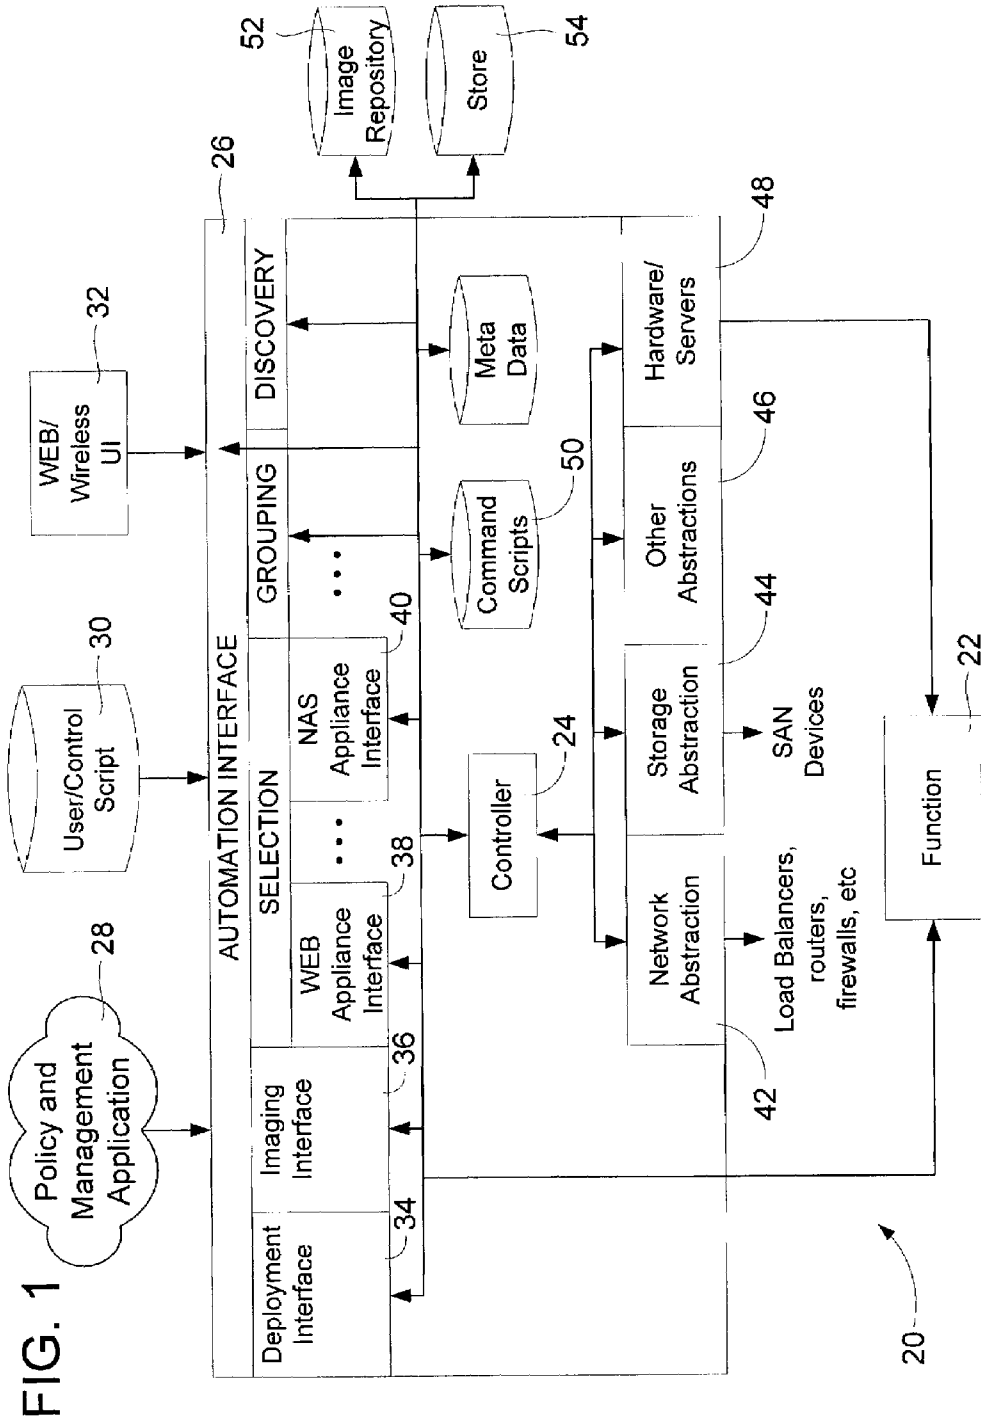 FIG. 1
Policy and
Management
Application
28
User/Control
Script
30
WEB/
Wireless
UI
32
26
AUTOMATION INTERFACE
Deployment
Interface
34
Imaging
Interface
36
SELECTION
GROUPING
DISCOVERY
WEB
Appliance
Interface
38
NAS
Appliance
Interface
40
Image
Repository
52
Store
54
Controller
24
Command
Scripts
50
Meta
Data
Network
Abstraction
42
Storage
Abstraction
44
Other
Abstractions
46
Hardware/
Servers
48
Load Balancers,
routers,
firewalls, etc
SAN
Devices
Function
22
20